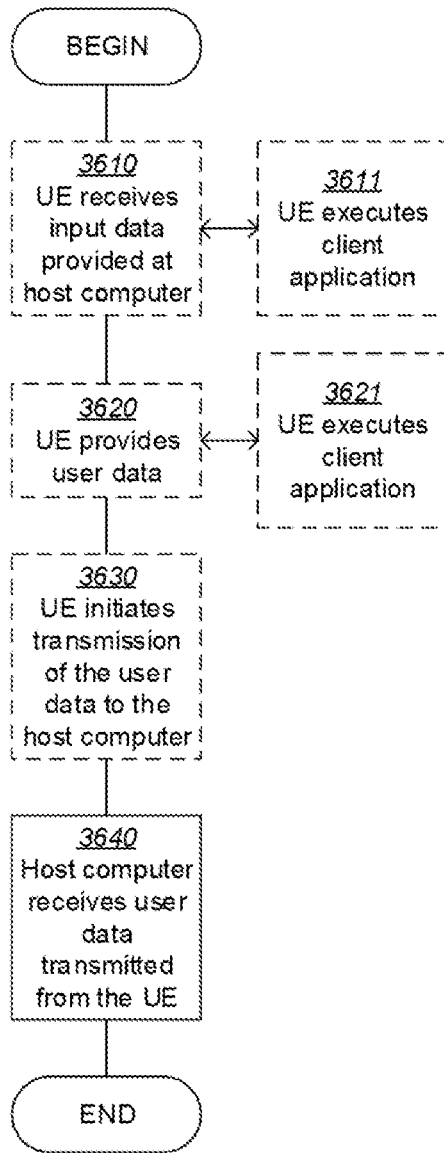 BEGIN
3610
UE receives
input data
provided at
host computer
3611
UE executes
client
application
3620
UE provides
user data
3621
UE executes
client
application
3630
UE initiates
transmission
of the user
data to the
host computer
3640
Host computer
receives user
data
transmitted
from the UE
END